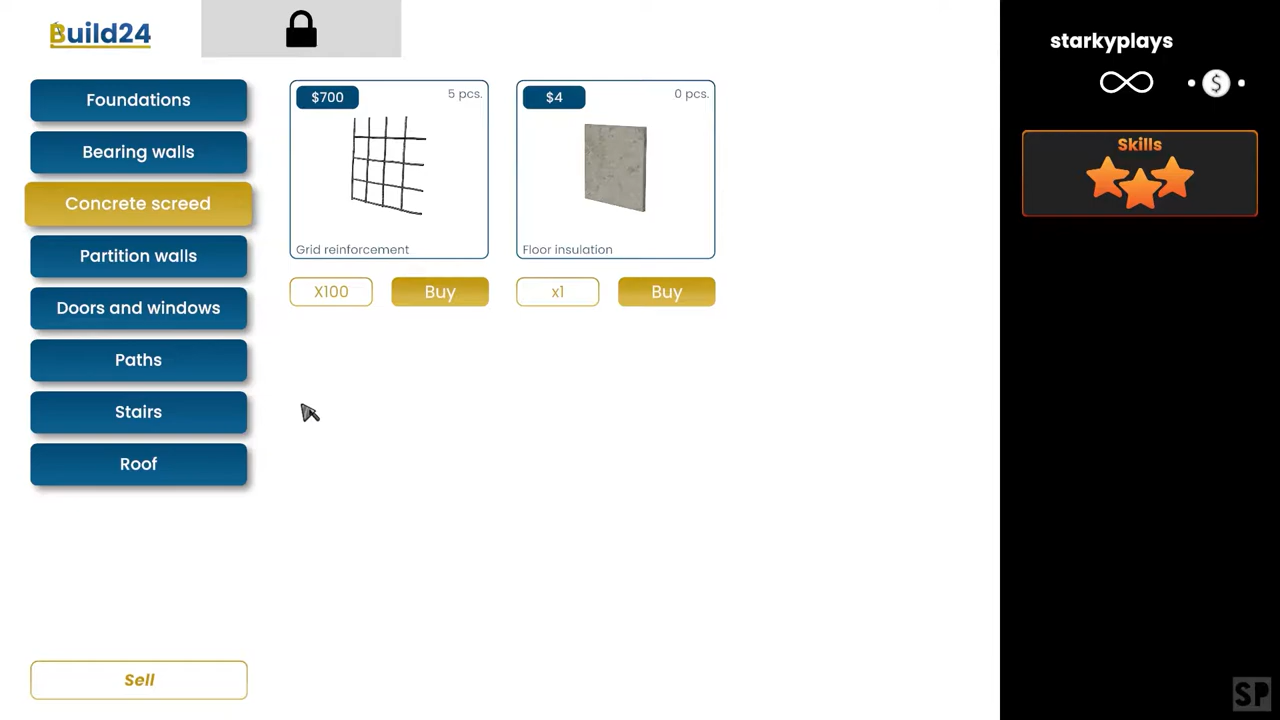 Build24
starkyplays
Foundations
Bearing walls
Concrete screed
Partition walls
Doors and windows
Paths
Stairs
Roof
Sell
$700
5 pcs.
Grid reinforcement
X100
Buy
$4
0 pcs.
Floor insulation
x1
Buy
$
Skills
SP